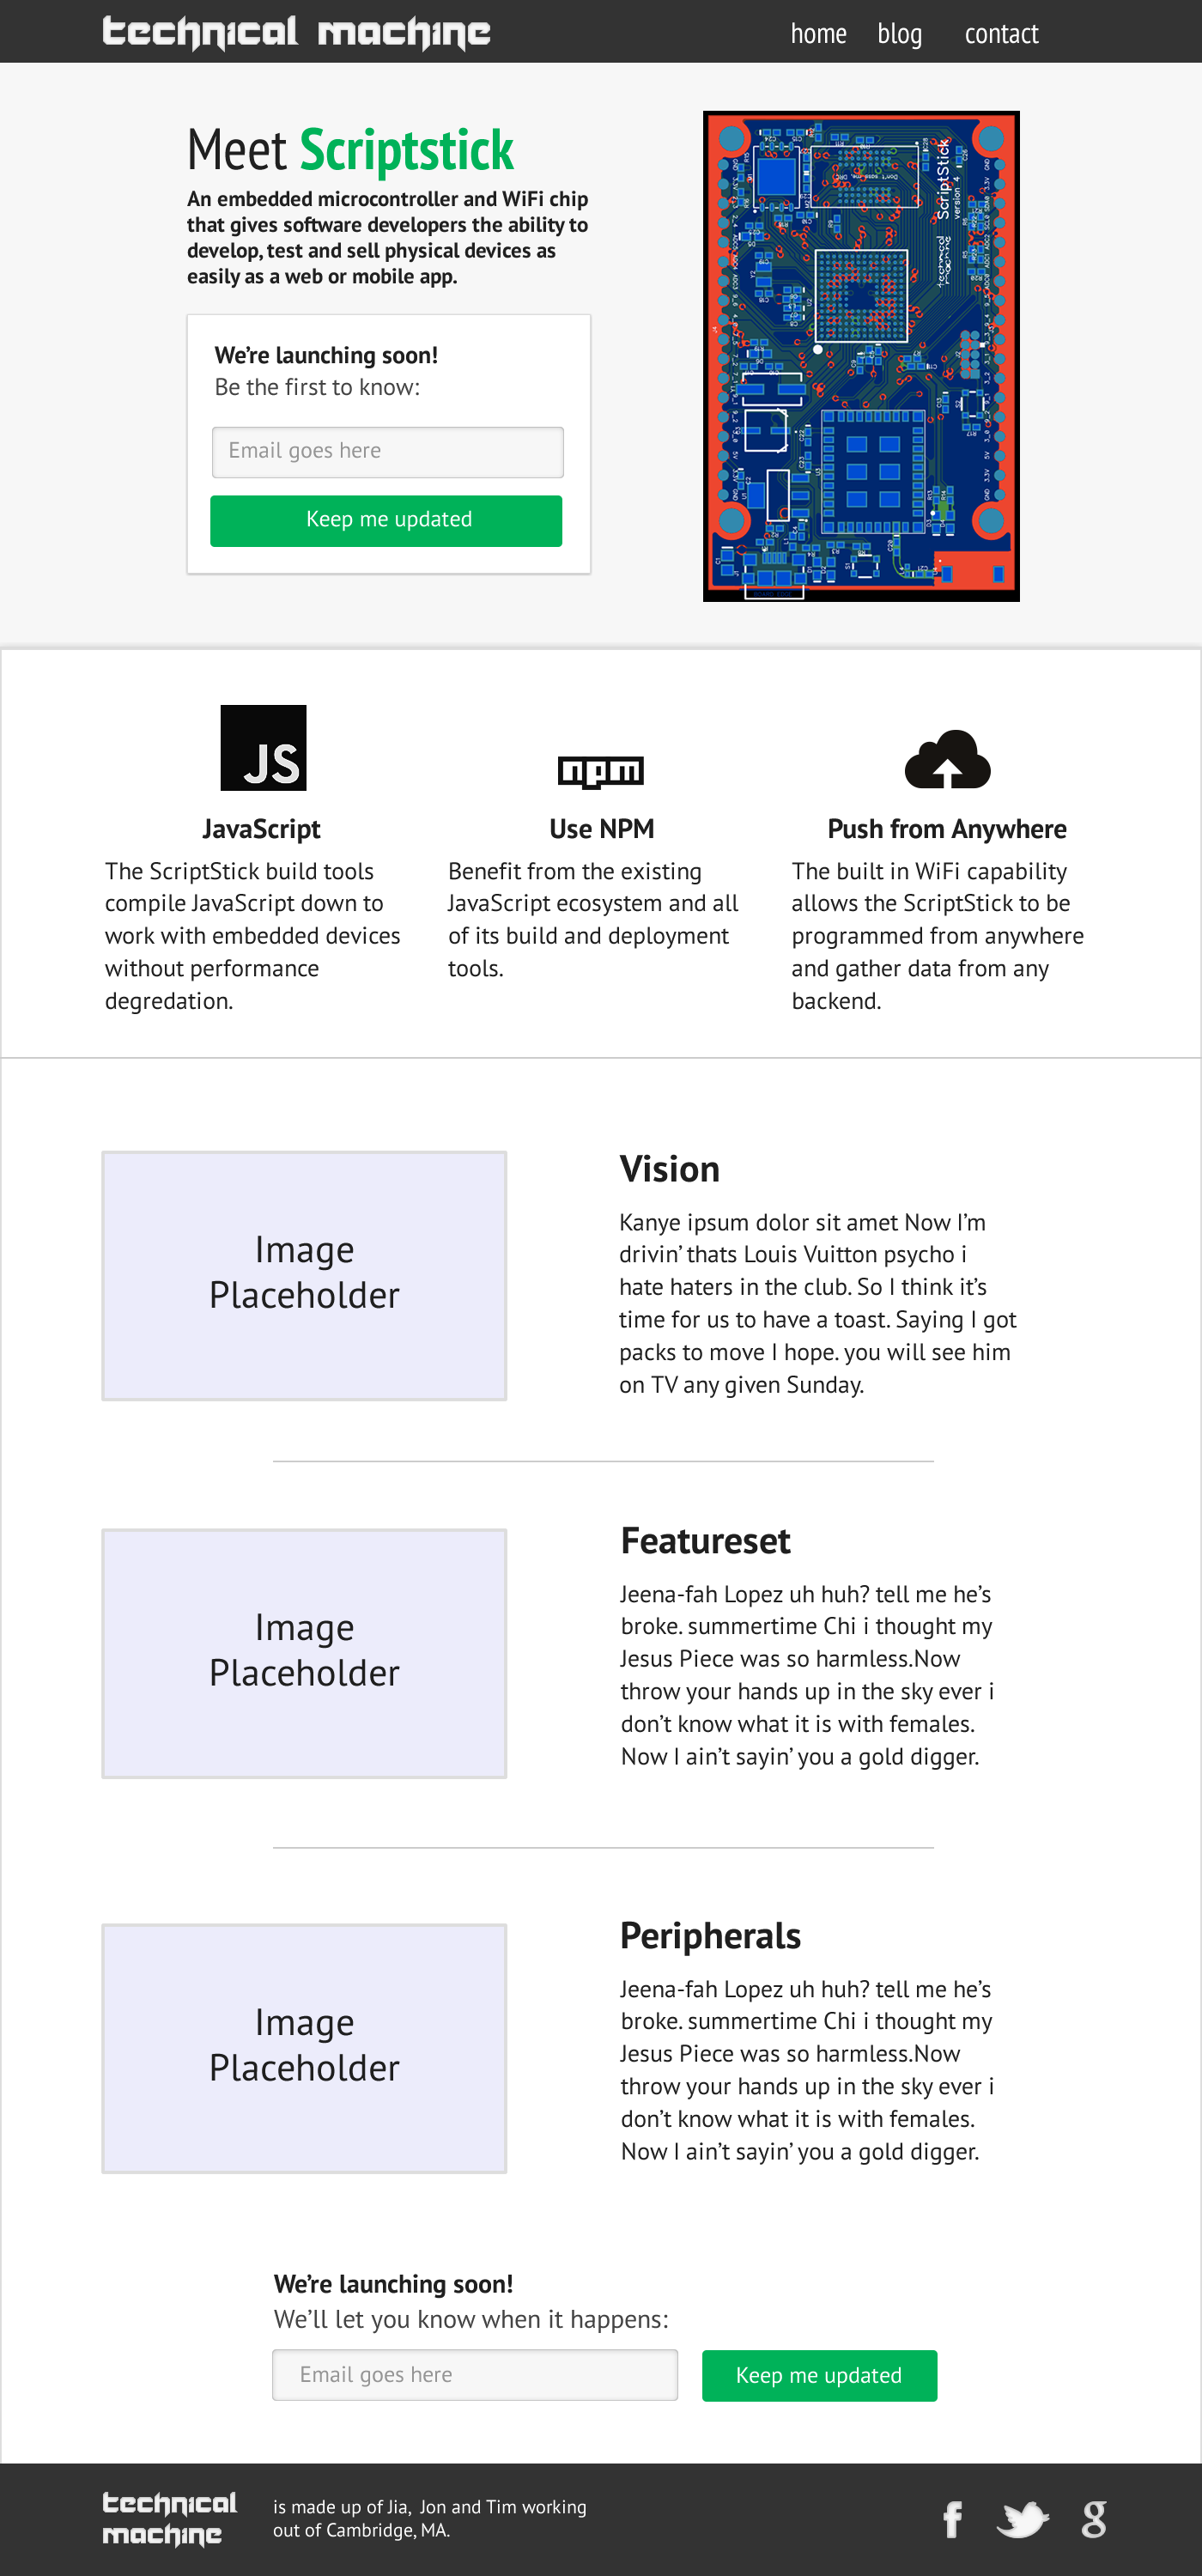 technical machine
home blog contact
Meet Scriptstick
An embedded microcontroller and WiFi chip
that gives software developers the ability to
develop, test and sell physical devices as
easily as a web or mobile app.
We're launching soon!
Be the first to know:
Email goes here
Keep me updated
ScriptStick
version 4
technical
machine
JS
JavaScript
The ScriptStick build tools
compile JavaScript down to
work with embedded devices
without performance
degredation.
npm
Use NPM
Benefit from the existing
JavaScript ecosystem and all
of its build and deployment
tools.
Push from Anywhere
The built in WiFi capability
allows the ScriptStick to be
programmed from anywhere
and gather data from any
backend.
Image
Placeholder
Vision
Kanye ipsum dolor sit amet Now I'm
drivin' thats Louis Vuitton psycho i
hate haters in the club. So I think it's
time for us to have a toast. Saying I got
packs to move I hope. you will see him
on TV any given Sunday.
Image
Placeholder
Featureset
Jeena-fah Lopez uh huh? tell me he's
broke. summertime Chi i thought my
Jesus Piece was so harmless.Now
throw your hands up in the sky ever i
don't know what it is with females.
Now I ain't sayin' you a gold digger.
Image
Placeholder
Peripherals
Jeena-fah Lopez uh huh? tell me he's
broke. summertime Chi i thought my
Jesus Piece was so harmless.Now
throw your hands up in the sky ever i
don't know what it is with females.
Now I ain't sayin' you a gold digger.
We're launching soon!
We'll let you know when it happens:
Email goes here
Keep me updated
technical
machine
is made up of Jia, Jon and Tim working
out of Cambridge, MA.
f
g